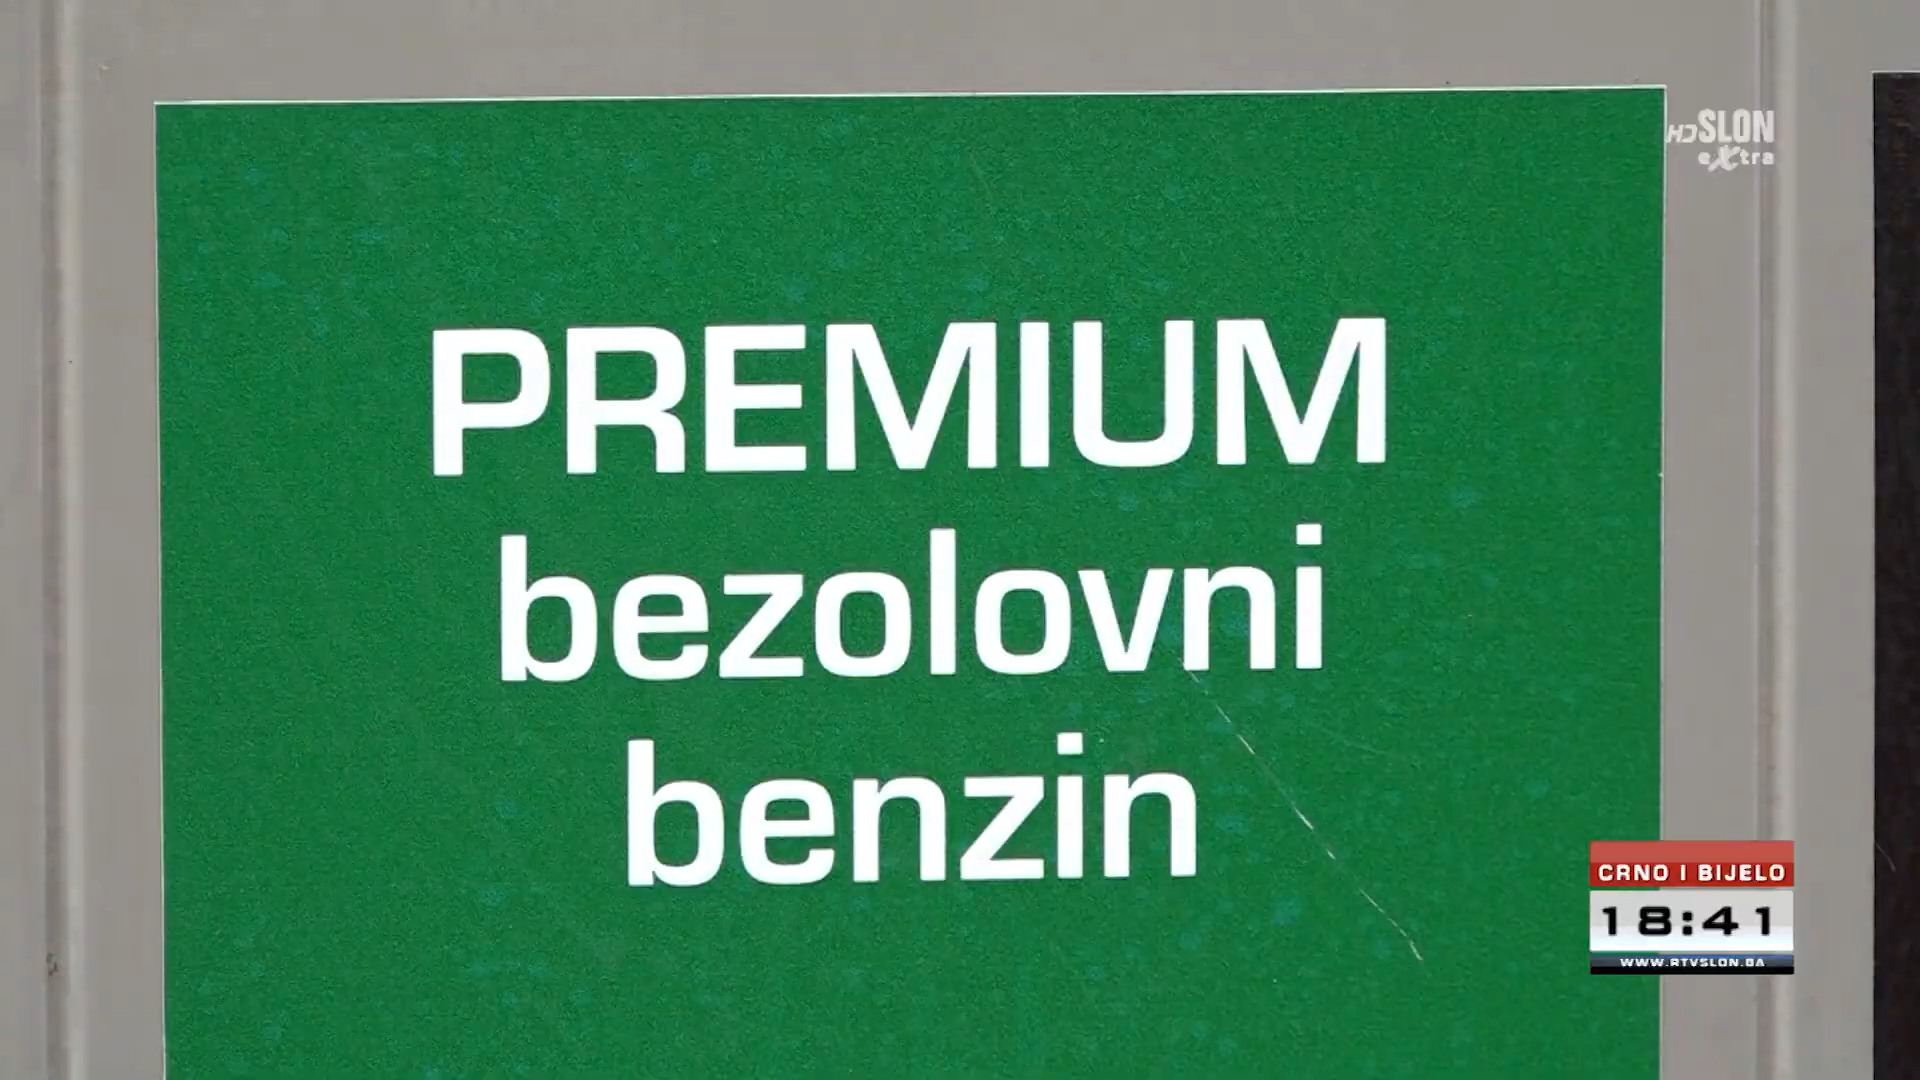 HD SLON
extra
PREMIUM
bezolovni
benzin
CRNO I BIJELO
18:41
WWW.RTVSLON.BA